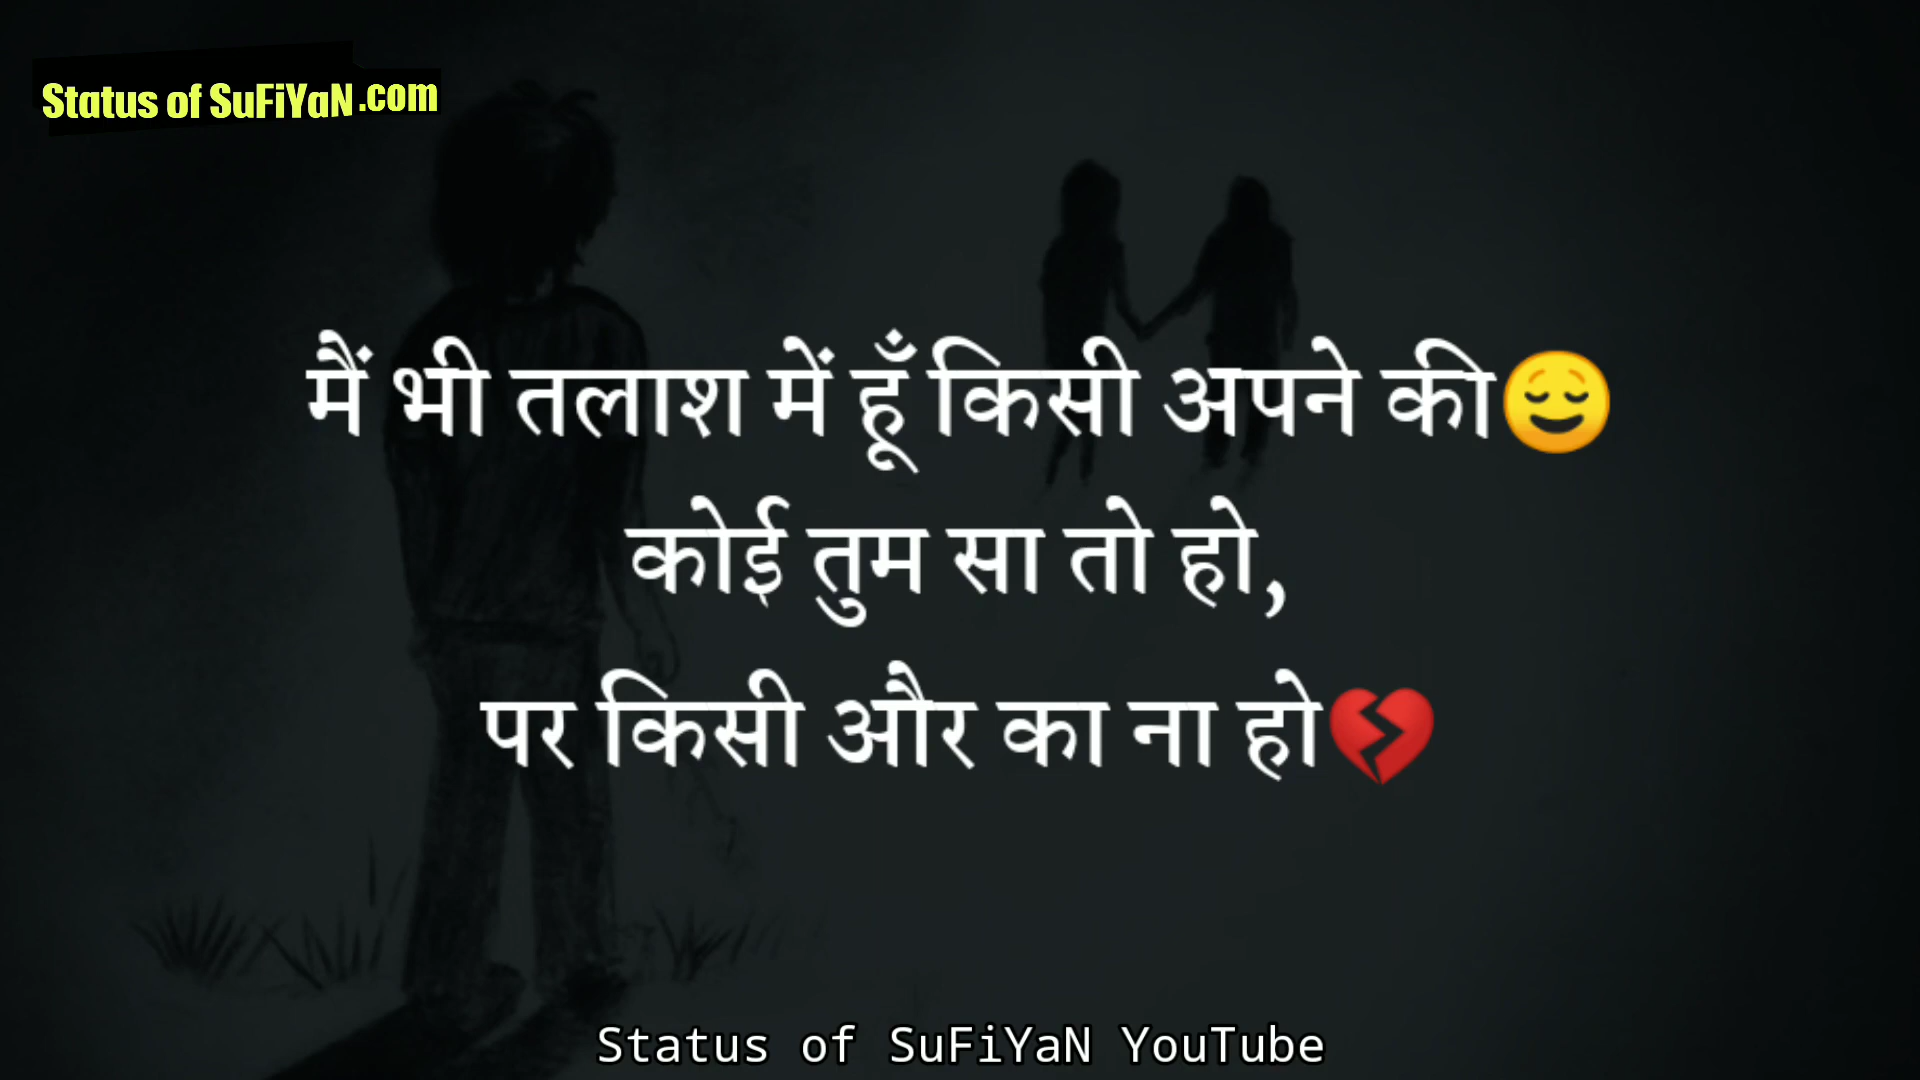 Status of SuFiYaN.com
मैं भी तलाश में हूँ किसी अपने की😌
कोई तुम सा तो हो,
पर किसी और का ना हो💔
Status of SuFiYaN YouTube